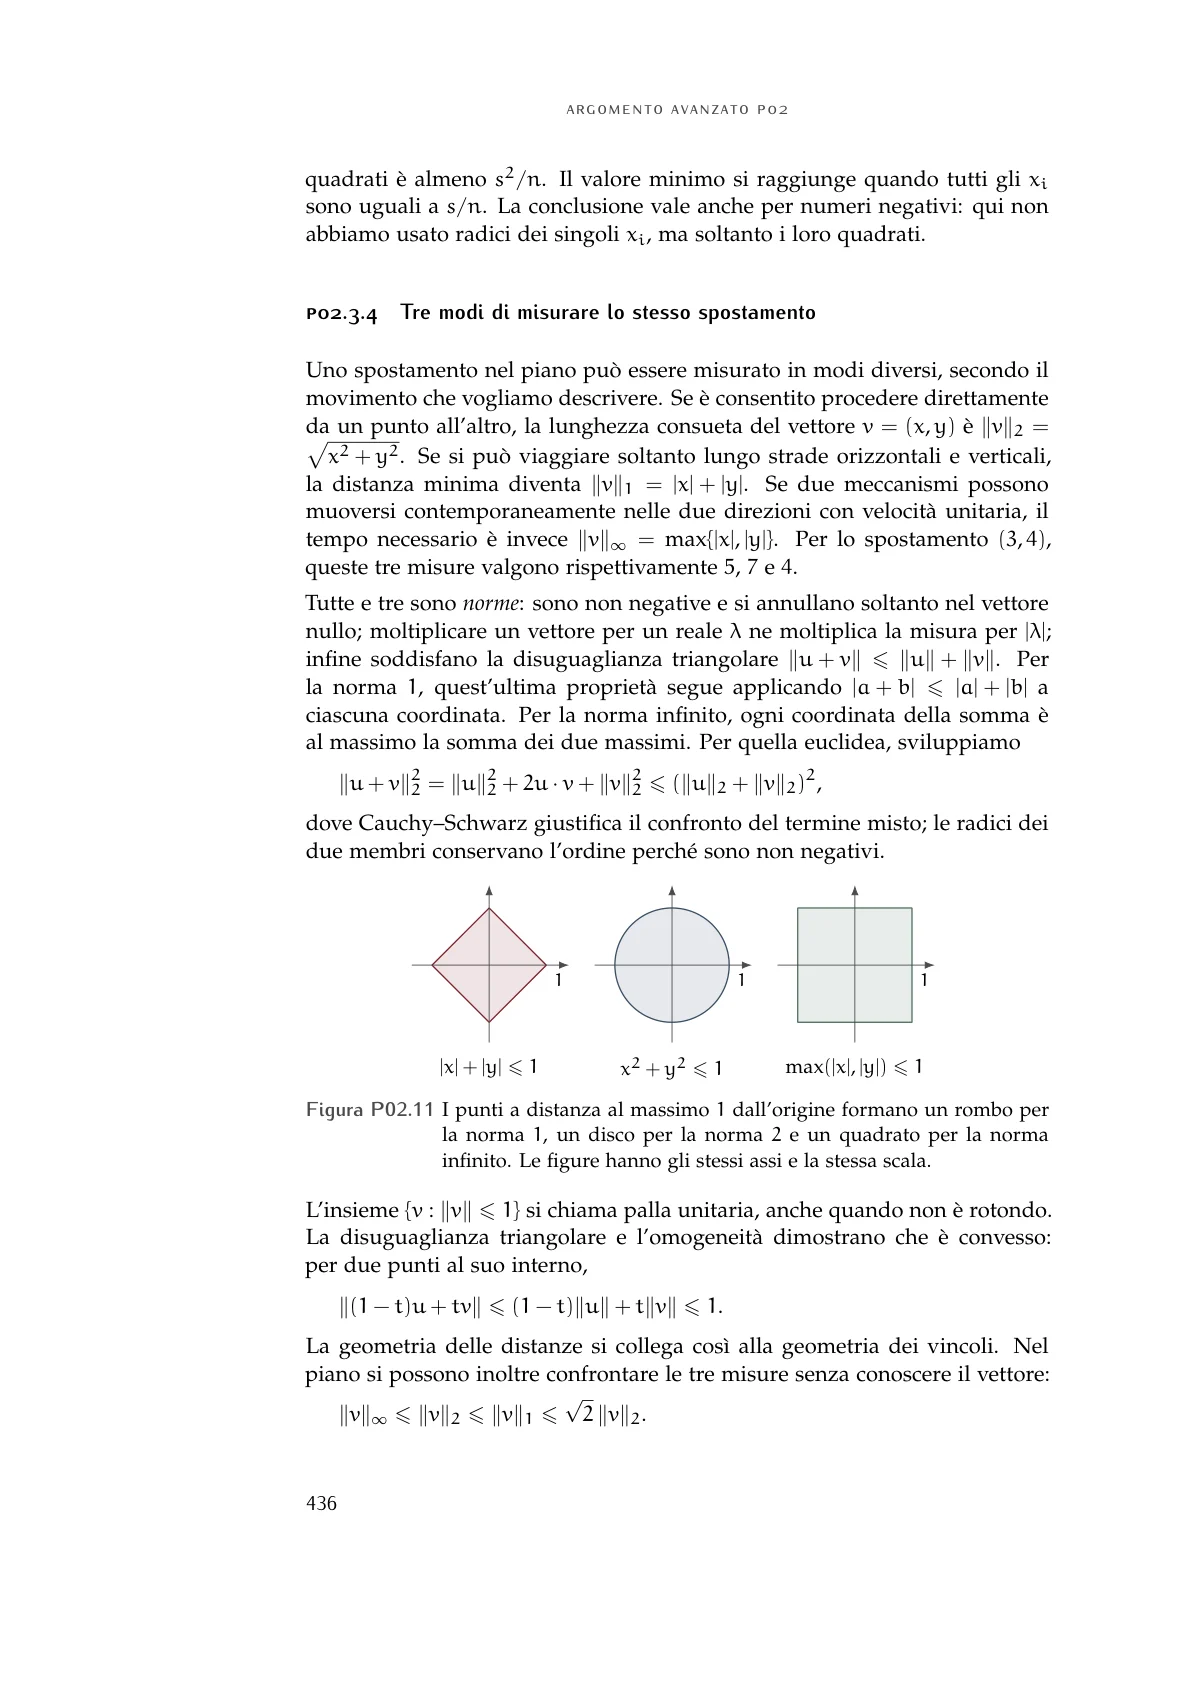 ARGOMENTO AVANZATO P02
quadrati è almeno s²/n. Il valore minimo si raggiunge quando tutti gli xᵢ
sono uguali a s/n. La conclusione vale anche per numeri negativi: qui non
abbiamo usato radici dei singoli xᵢ, ma soltanto i loro quadrati.
P02.3.4 Tre modi di misurare lo stesso spostamento
Uno spostamento nel piano può essere misurato in modi diversi, secondo il
movimento che vogliamo descrivere. Se è consentito procedere direttamente
da un punto all'altro, la lunghezza consueta del vettore v = (x, y) è ‖v‖₂ =
√(x² + y²). Se si può viaggiare soltanto lungo strade orizzontali e verticali,
la distanza minima diventa ‖v‖₁ = |x| + |y|. Se due meccanismi possono
muoversi contemporaneamente nelle due direzioni con velocità unitaria, il
tempo necessario è invece ‖v‖∞ = max{|x|, |y|}. Per lo spostamento (3, 4),
queste tre misure valgono rispettivamente 5, 7 e 4.
Tutte e tre sono norme: sono non negative e si annullano soltanto nel vettore
nullo; moltiplicare un vettore per un reale λ ne moltiplica la misura per |λ|;
infine soddisfano la disuguaglianza triangolare ‖u + v‖ ⩽ ‖u‖ + ‖v‖. Per
la norma 1, quest'ultima proprietà segue applicando |a + b| ⩽ |a| + |b| a
ciascuna coordinata. Per la norma infinito, ogni coordinata della somma è
al massimo la somma dei due massimi. Per quella euclidea, sviluppiamo
‖u + v‖₂² = ‖u‖₂² + 2u · v + ‖v‖₂² ⩽ (‖u‖₂ + ‖v‖₂)²,
dove Cauchy–Schwarz giustifica il confronto del termine misto; le radici dei
due membri conservano l'ordine perché sono non negativi.
1 1 1
|x| + |y| ⩽ 1 x² + y² ⩽ 1 max(|x|, |y|) ⩽ 1
Figura P02.11 I punti a distanza al massimo 1 dall'origine formano un rombo per
la norma 1, un disco per la norma 2 e un quadrato per la norma
infinito. Le figure hanno gli stessi assi e la stessa scala.
L'insieme {v : ‖v‖ ⩽ 1} si chiama palla unitaria, anche quando non è rotondo.
La disuguaglianza triangolare e l'omogeneità dimostrano che è convesso:
per due punti al suo interno,
‖(1 − t)u + tv‖ ⩽ (1 − t)‖u‖ + t‖v‖ ⩽ 1.
La geometria delle distanze si collega così alla geometria dei vincoli. Nel
piano si possono inoltre confrontare le tre misure senza conoscere il vettore:
‖v‖∞ ⩽ ‖v‖₂ ⩽ ‖v‖₁ ⩽ √2 ‖v‖₂.
436